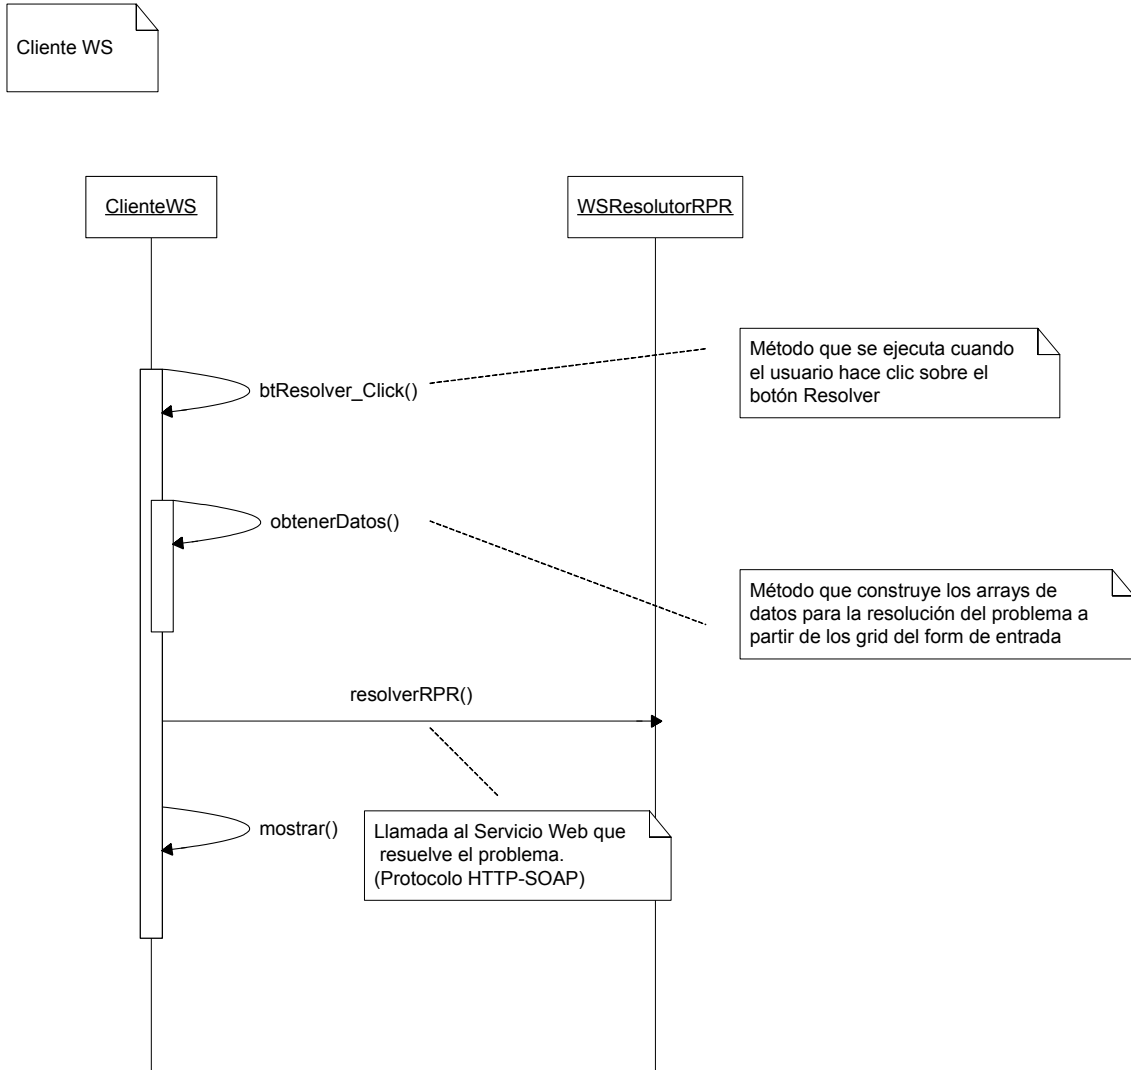 Cliente WS
ClienteWS
WSResolutorRPR
Método que se ejecuta cuando
el usuario hace clic sobre el
botón Resolver
btResolver_Click()
obtenerDatos()
Método que construye los arrays de
datos para la resolución del problema a
partir de los grid del form de entrada
resolverRPR()
mostrar()
Llamada al Servicio Web que
resuelve el problema.
(Protocolo HTTP-SOAP)